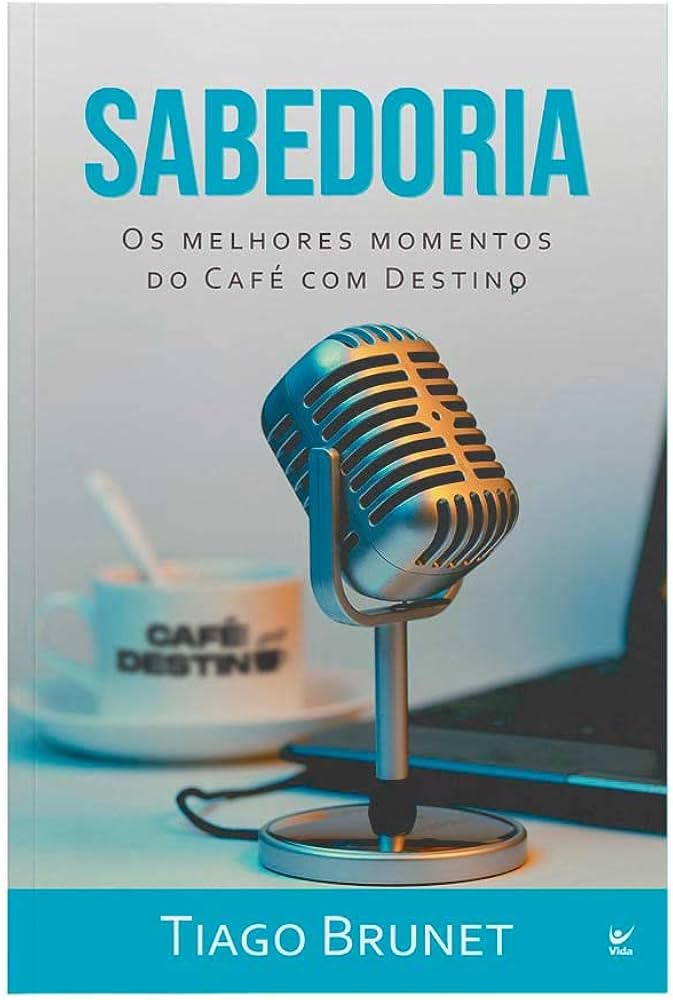 SABEDORIA
OS MELHORES MOMENTOS
DO CAFÉ COM DESTINO
CAFÉ
DESTINO
TIAGO BRUNET
Vida